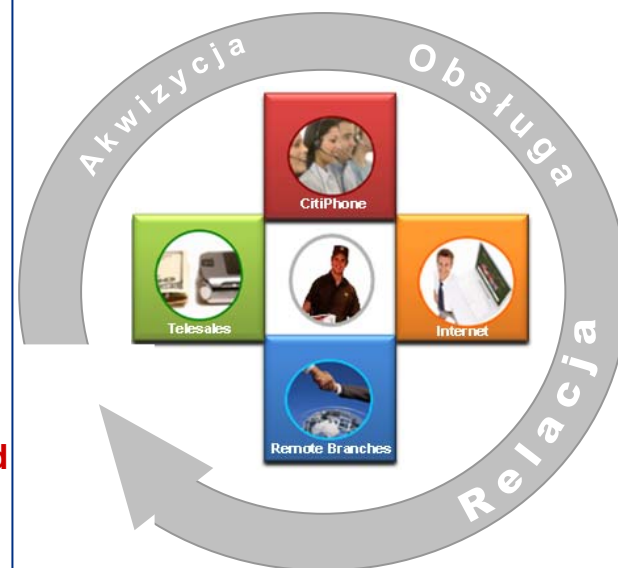 Akwizycja
Obsługa
CitiPhone
Telesales
Internet
Remote Branches
Relacja